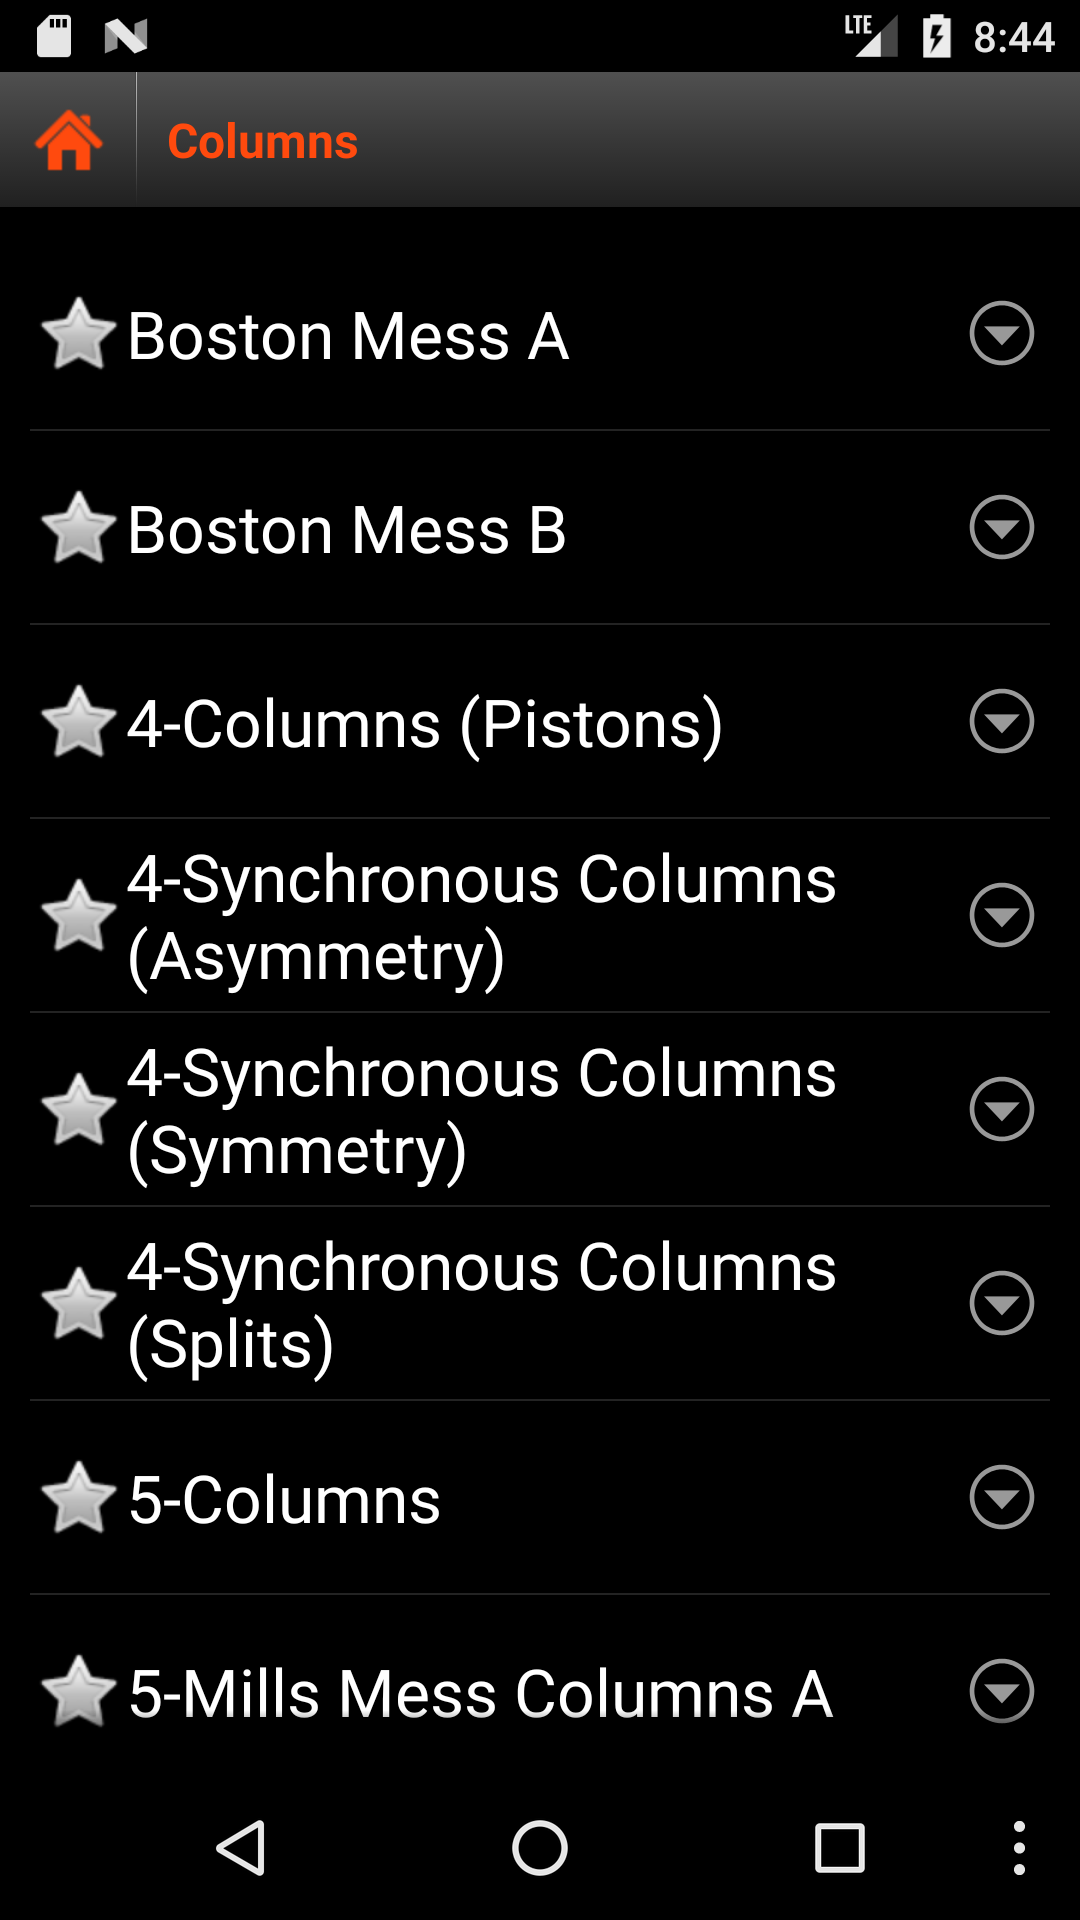 LTE 8:44
Columns
Boston Mess A
Boston Mess B
4-Columns (Pistons)
4-Synchronous Columns
(Asymmetry)
4-Synchronous Columns
(Symmetry)
4-Synchronous Columns
(Splits)
5-Columns
5-Mills Mess Columns A